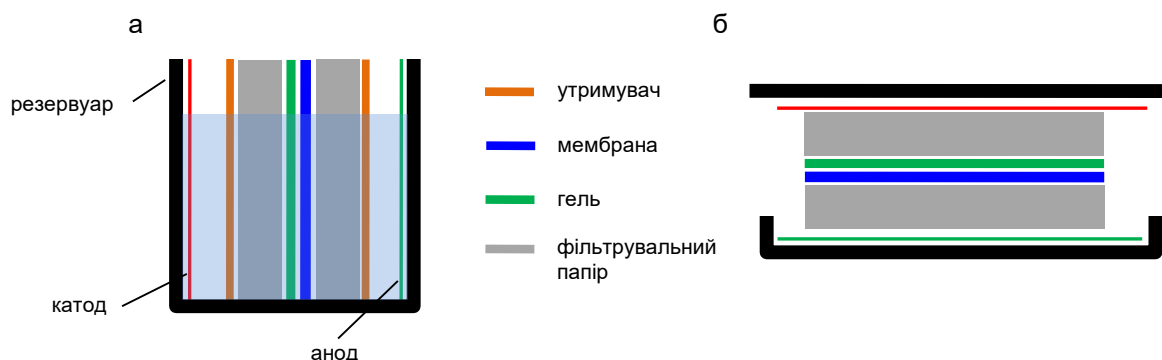 а
б
резервуар
утримувач
мембрана
гель
фільтрувальний
папір
катод
анод